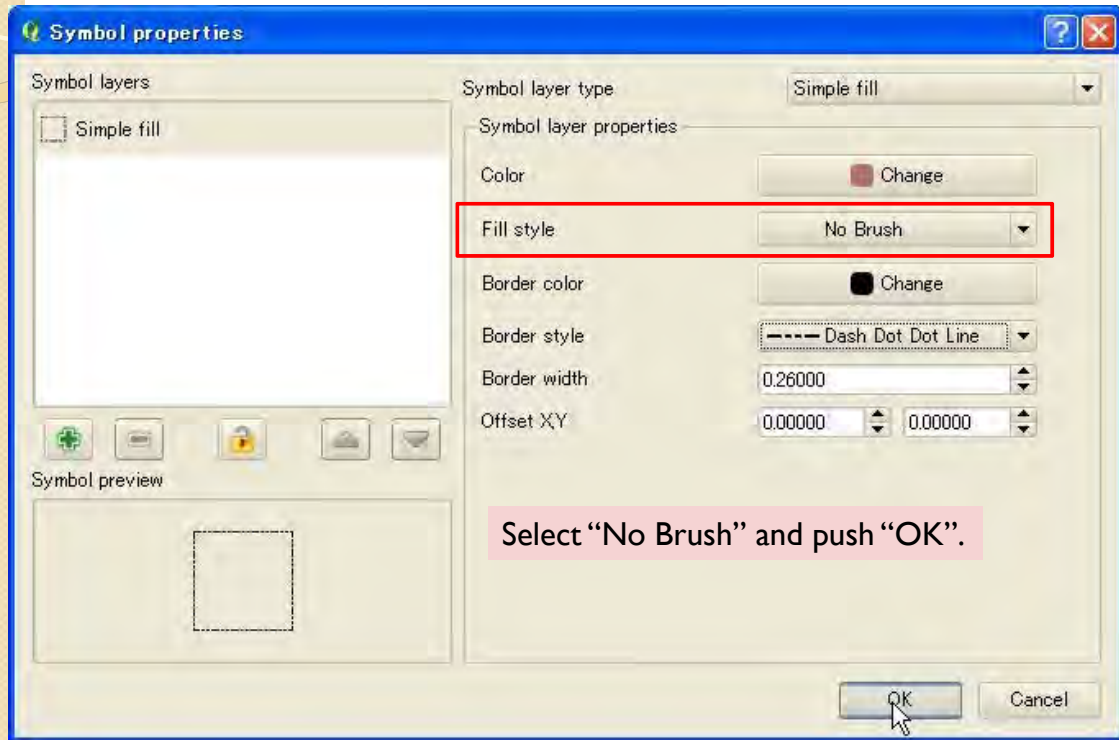 Symbol properties
Symbol layers
Simple fill
Symbol preview
Symbol layer type
Simple fill
Symbol layer properties
Color
Change
Fill style
No Brush
Border color
Change
Border style
Dash Dot Dot Line
Border width
0.26000
Offset X,Y
0.00000
0.00000
Select “No Brush” and push “OK”.
OK
Cancel